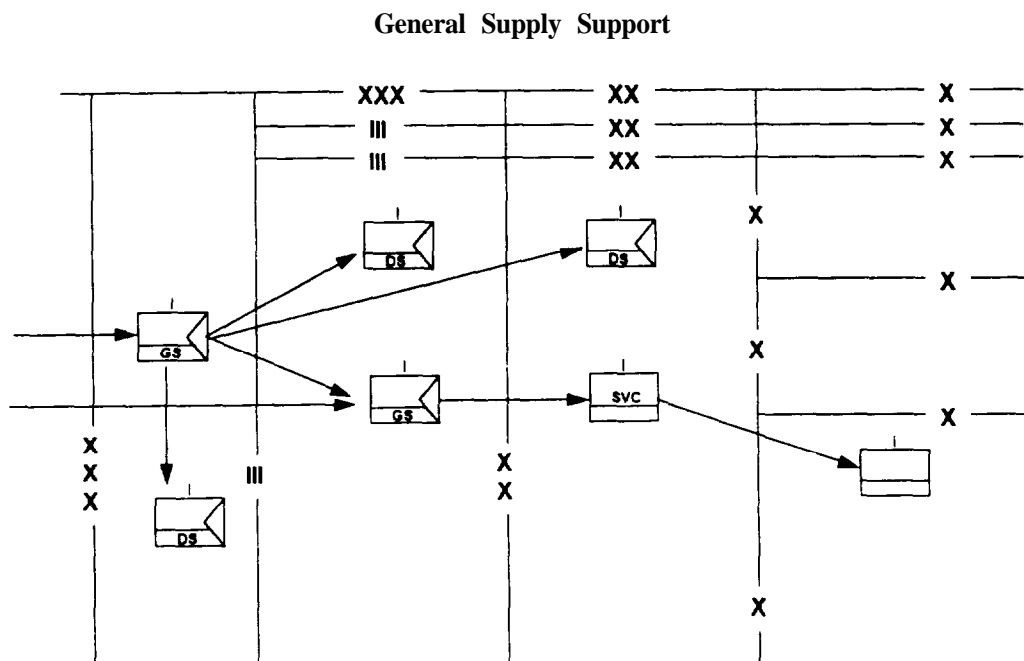 General Supply Support
XXX XX X
III XX X
III XX X
X
I I
DS DS
X
I
GS
X
I I
GS SVC
X
X
X
X
III
X
X
I
I
DS
X